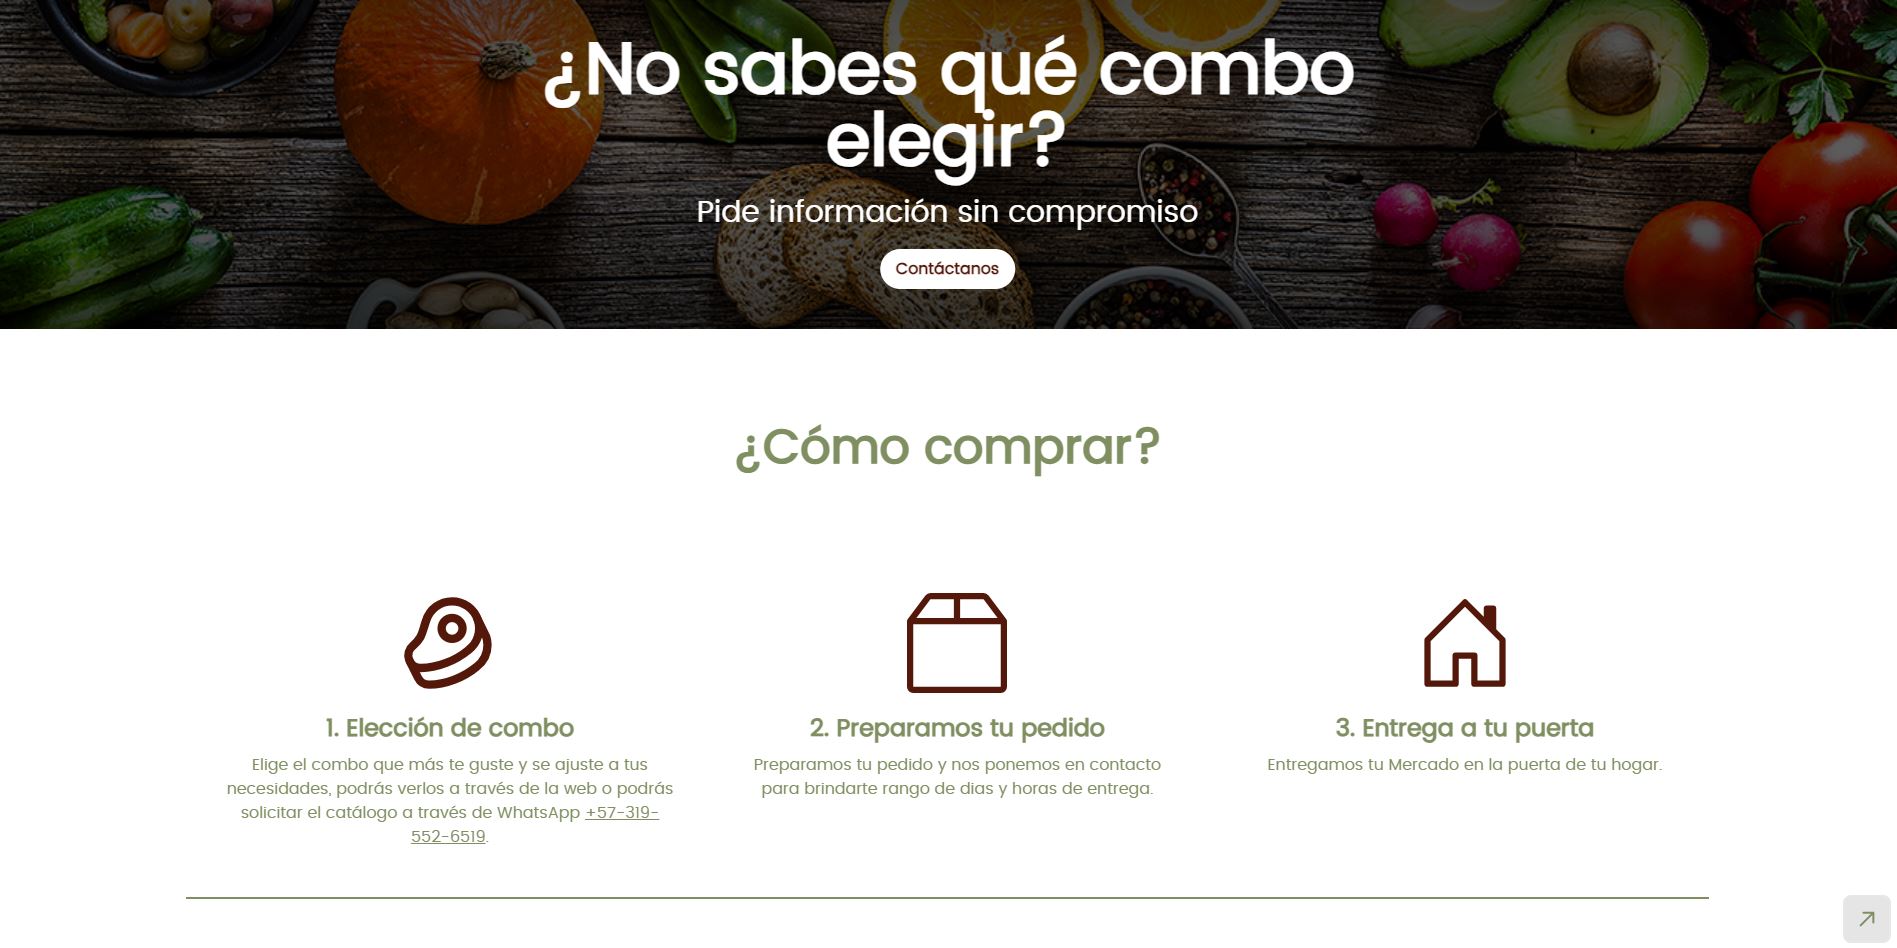 ¿No sabes qué combo
elegir?
Pide información sin compromiso
Contáctanos
¿Cómo comprar?
1. Elección de combo
Elige el combo que más te guste y se ajuste a tus
necesidades, podrás verlos a través de la web o podrás
solicitar el catálogo a través de WhatsApp +57-319-
552-6519.
2. Preparamos tu pedido
Preparamos tu pedido y nos ponemos en contacto
para brindarte rango de dias y horas de entrega.
3. Entrega a tu puerta
Entregamos tu Mercado en la puerta de tu hogar.